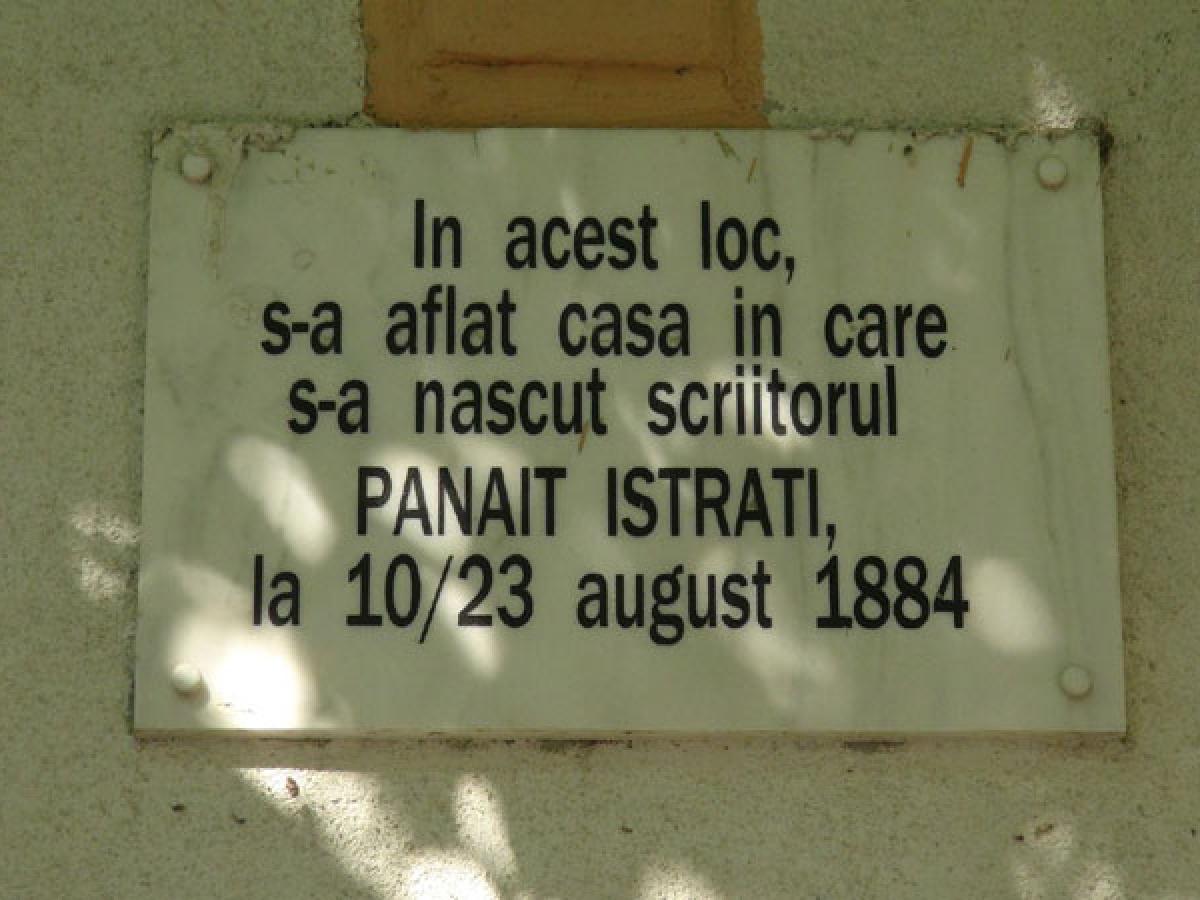 In acest loc,
s-a aflat casa in care
s-a nascut scriitorul
PANAIT ISTRATI,
la 10/23 august 1884